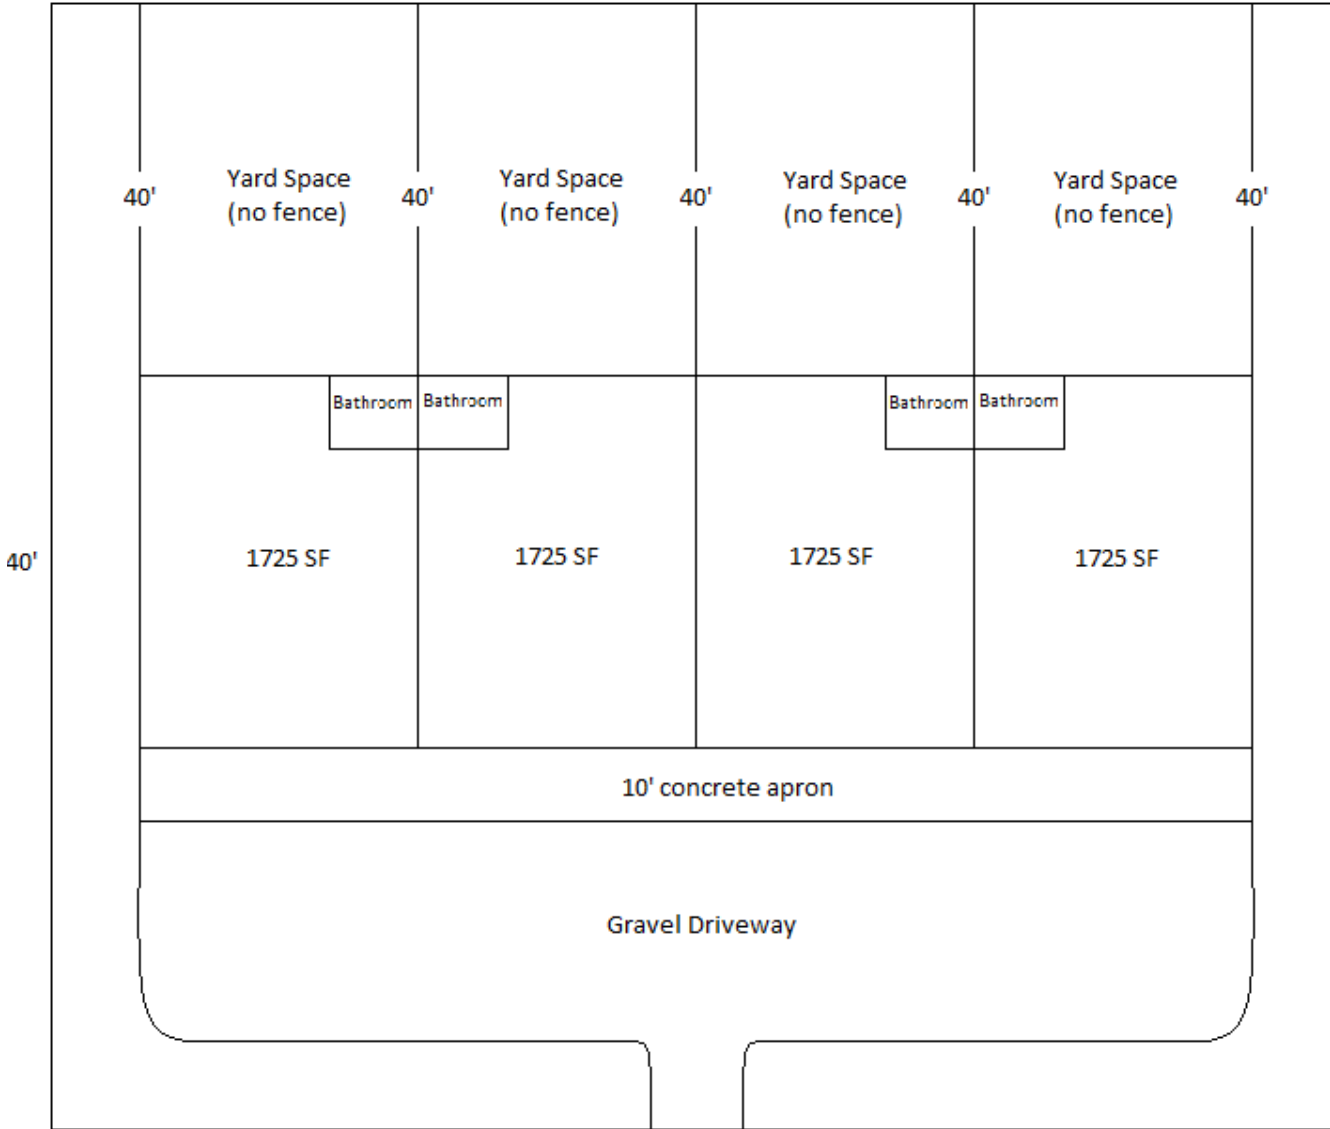 Yard Space
(no fence)
Yard Space
(no fence)
Yard Space
(no fence)
Yard Space
(no fence)
40'
40'
40'
40'
40'
Bathroom
Bathroom
Bathroom
Bathroom
40'
1725 SF
1725 SF
1725 SF
1725 SF
10' concrete apron
Gravel Driveway